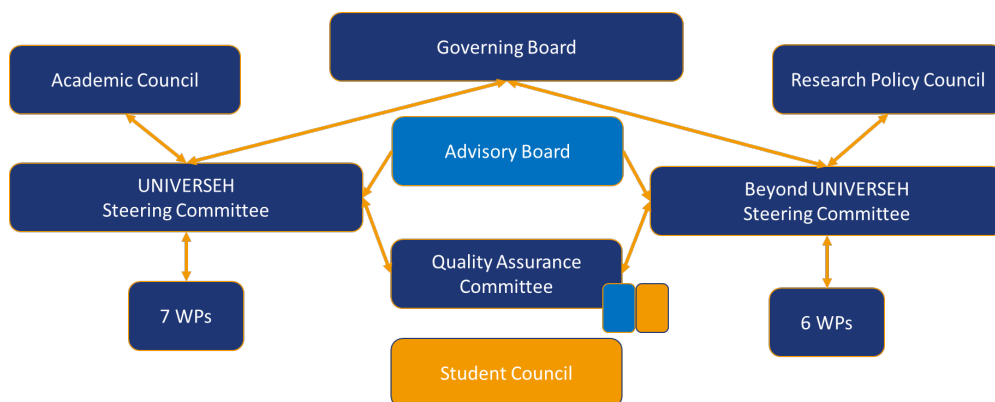 Governing Board
Academic Council
Research Policy Council
Advisory Board
UNIVERSEH
Steering Committee
Beyond UNIVERSEH
Steering Committee
Quality Assurance
Committee
7 WPs
6 WPs
Student Council